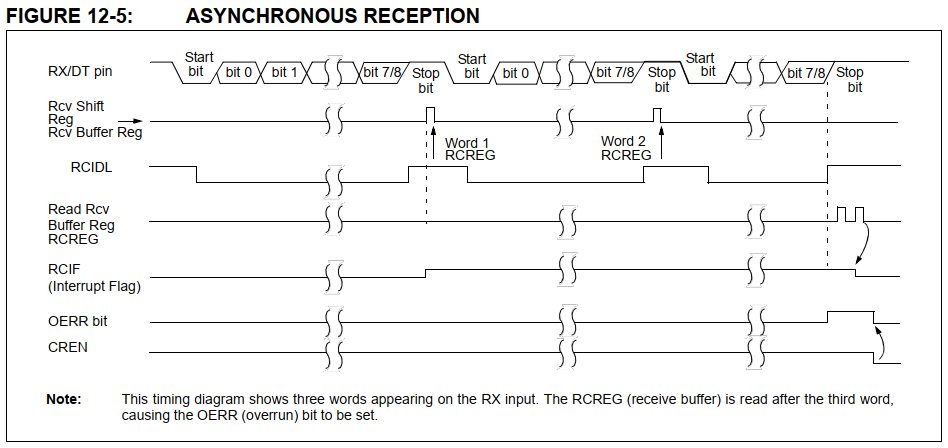 FIGURE 12-5: ASYNCHRONOUS RECEPTION
Start bit
Start bit
Start bit
RX/DT pin
bit 0
bit 1
bit 7/8
Stop bit
bit 0
bit 7/8
Stop bit
bit 7/8
Stop bit
Rcv Shift
Reg
Rcv Buffer Reg
Word 1
RCREG
Word 2
RCREG
RCIDL
Read Rcv
Buffer Reg
RCREG
RCIF
(Interrupt Flag)
OERR bit
CREN
Note: This timing diagram shows three words appearing on the RX input. The RCREG (receive buffer) is read after the third word,
causing the OERR (overrun) bit to be set.